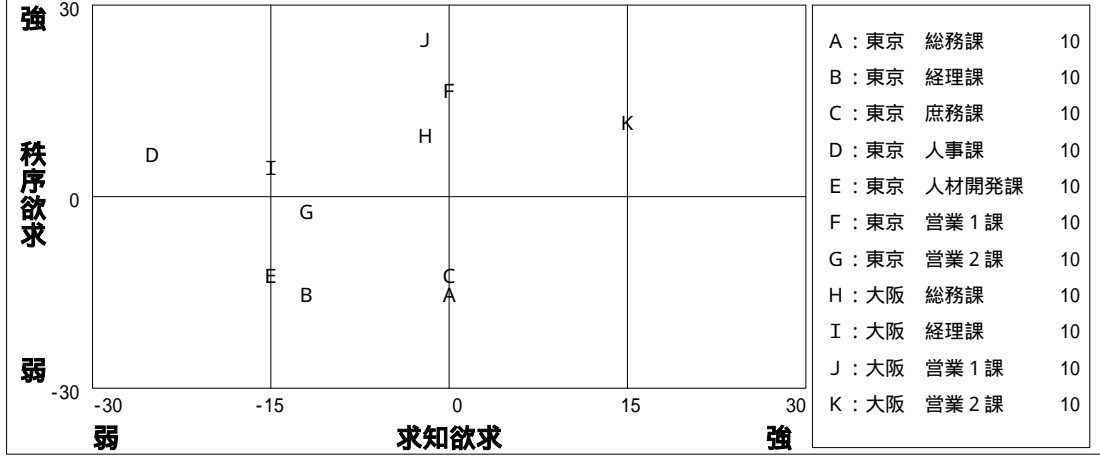 強
30
J
F
H
K
D
I
秩序欲求
0
G
E
C
B
A
弱
-30
-30
-15
0
15
30
弱
求知欲求
強
A：東京　総務課　10
B：東京　経理課　10
C：東京　庶務課　10
D：東京　人事課　10
E：東京　人材開発課　10
F：東京　営業1課　10
G：東京　営業2課　10
H：大阪　総務課　10
I：大阪　経理課　10
J：大阪　営業1課　10
K：大阪　営業2課　10